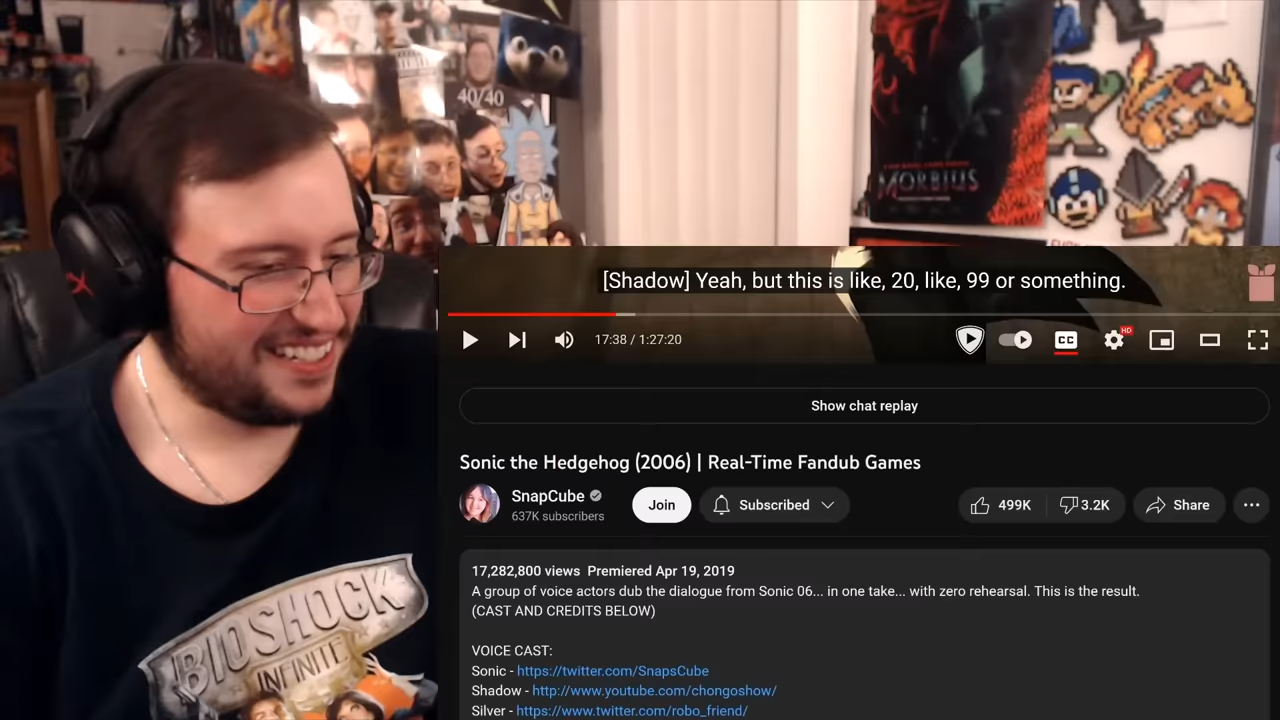 40/40
MORBIUS
[Shadow] Yeah, but this is like, 20, like, 99 or something.
17:38 / 1:27:20
CC
HD
Show chat replay
Sonic the Hedgehog (2006) | Real-Time Fandub Games
SnapCube
637K subscribers
Join
Subscribed
499K
3.2K
Share
17,282,800 views Premiered Apr 19, 2019
A group of voice actors dub the dialogue from Sonic 06... in one take... with zero rehearsal. This is the result.
(CAST AND CREDITS BELOW)
VOICE CAST:
Sonic - https://twitter.com/SnapsCube
Shadow - http://www.youtube.com/chongoshow/
Silver - https://www.twitter.com/robo_friend/
BIOSHOCK
INFINITE